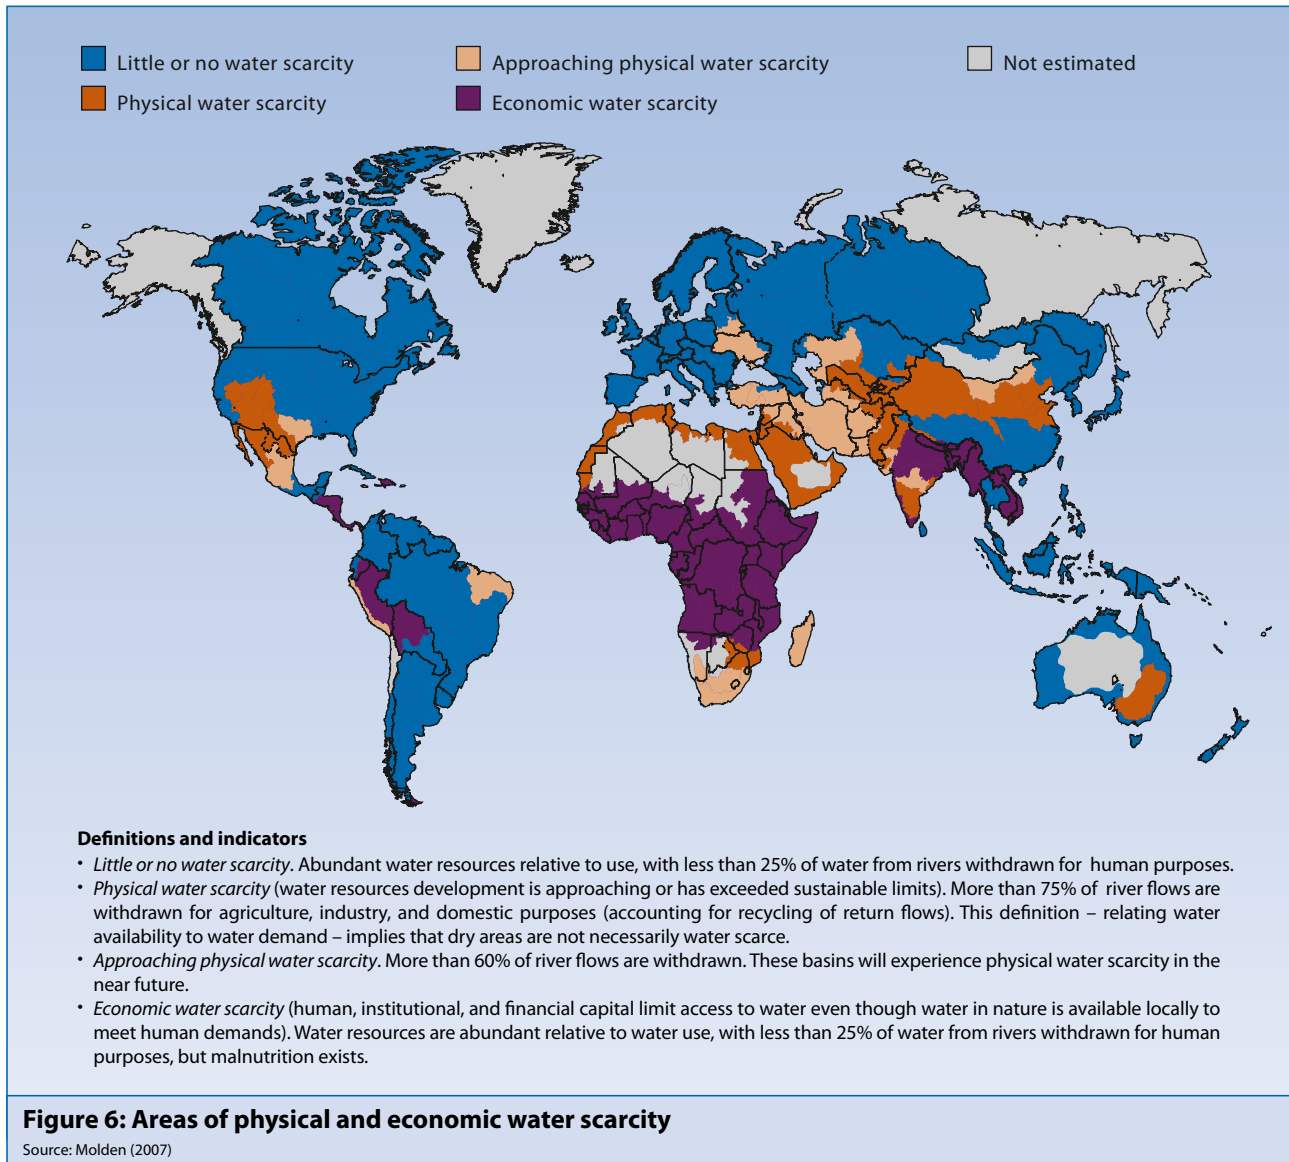 Little or no water scarcity
Approaching physical water scarcity
Not estimated
Physical water scarcity
Economic water scarcity
Definitions and indicators
• Little or no water scarcity. Abundant water resources relative to use, with less than 25% of water from rivers withdrawn for human purposes.
• Physical water scarcity (water resources development is approaching or has exceeded sustainable limits). More than 75% of river flows are
withdrawn for agriculture, industry, and domestic purposes (accounting for recycling of return flows). This definition – relating water
availability to water demand – implies that dry areas are not necessarily water scarce.
• Approaching physical water scarcity. More than 60% of river flows are withdrawn. These basins will experience physical water scarcity in the
near future.
• Economic water scarcity (human, institutional, and financial capital limit access to water even though water in nature is available locally to
meet human demands). Water resources are abundant relative to water use, with less than 25% of water from rivers withdrawn for human
purposes, but malnutrition exists.
Figure 6: Areas of physical and economic water scarcity
Source: Molden (2007)